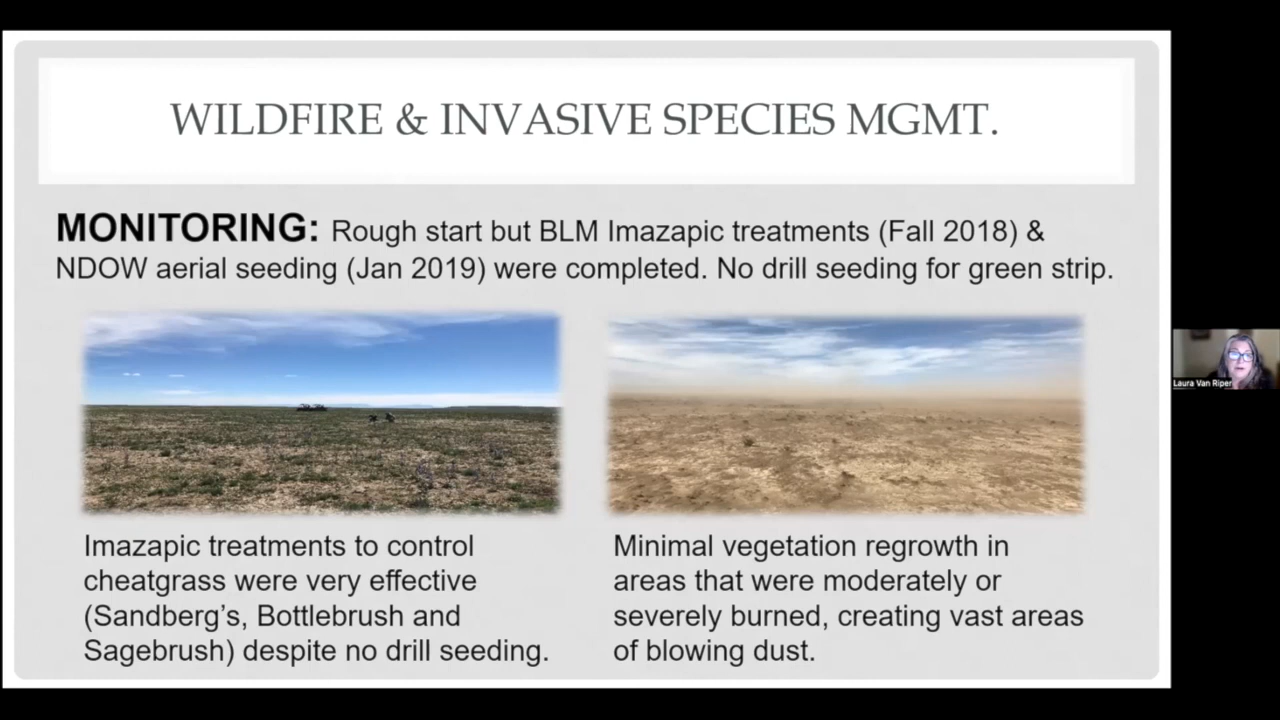 WILDFIRE & INVASIVE SPECIES MGMT.
MONITORING: Rough start but BLM Imazapic treatments (Fall 2018) &
NDOW aerial seeding (Jan 2019) were completed. No drill seeding for green strip.
Imazapic treatments to control
cheatgrass were very effective
(Sandberg’s, Bottlebrush and
Sagebrush) despite no drill seeding.
Minimal vegetation regrowth in
areas that were moderately or
severely burned, creating vast areas
of blowing dust.
Laura Van Riper